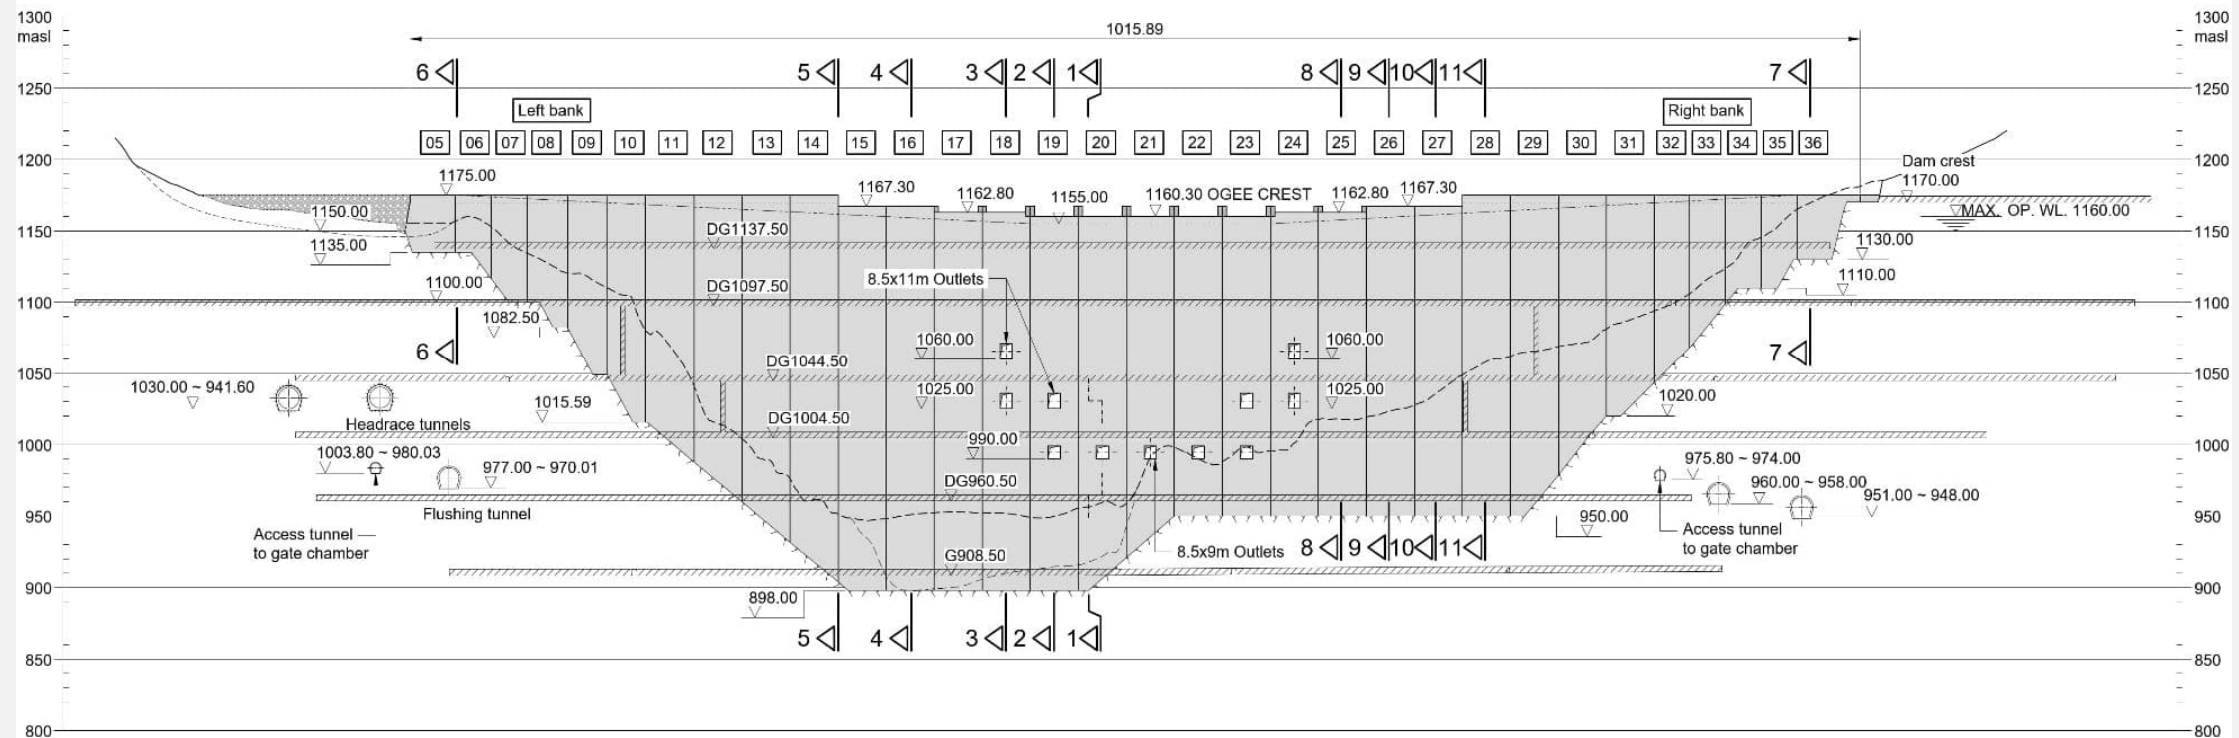 1300
masl
1300
masl
1015.89
6 5 4 3 2 1 8 9 10 11 7
1250
1250
Left bank
Right bank
05 06 07 08 09 10 11 12 13 14 15 16 17 18 19 20 21 22 23 24 25 26 27 28 29 30 31 32 33 34 35 36
1200
1200
Dam crest
1170.00
1175.00
1167.30
1162.80
1155.00
1160.30 OGEE CREST
1162.80
1167.30
MAX. OP. WL. 1160.00
1150.00
1150
1135.00
DG1137.50
1150
1130.00
1110.00
1100.00
DG1097.50
8.5x11m Outlets
1100
1100
1082.50
6
1060.00
1060.00
7
DG1044.50
1050
1050
1030.00 ~ 941.60
1025.00
1025.00
1020.00
1015.59
Headrace tunnels
DG1004.50
1000
990.00
1000
1003.80 ~ 980.03
977.00 ~ 970.01
DG960.50
975.80 ~ 974.00
960.00 ~ 958.00
951.00 ~ 948.00
Flushing tunnel
950
950.00
950
Access tunnel
to gate chamber
G908.50
8.5x9m Outlets
8 9 10 11
Access tunnel
to gate chamber
900
898.00
900
5 4 3 2 1
850
850
800
800